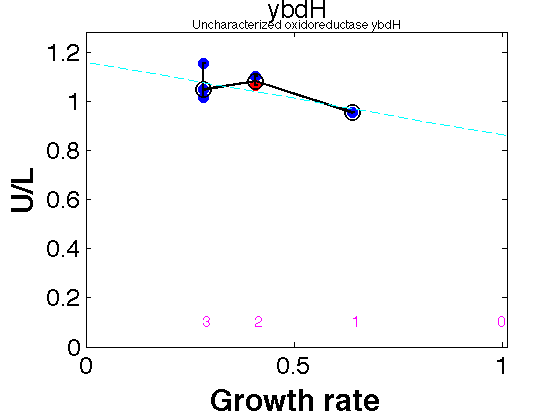 ybdH
Uncharacterized oxidoreductase ybdH
1.2
1
0.8
0.6
0.4
0.2
0
U/L
3 2 1 0
0 0.5 1
Growth rate